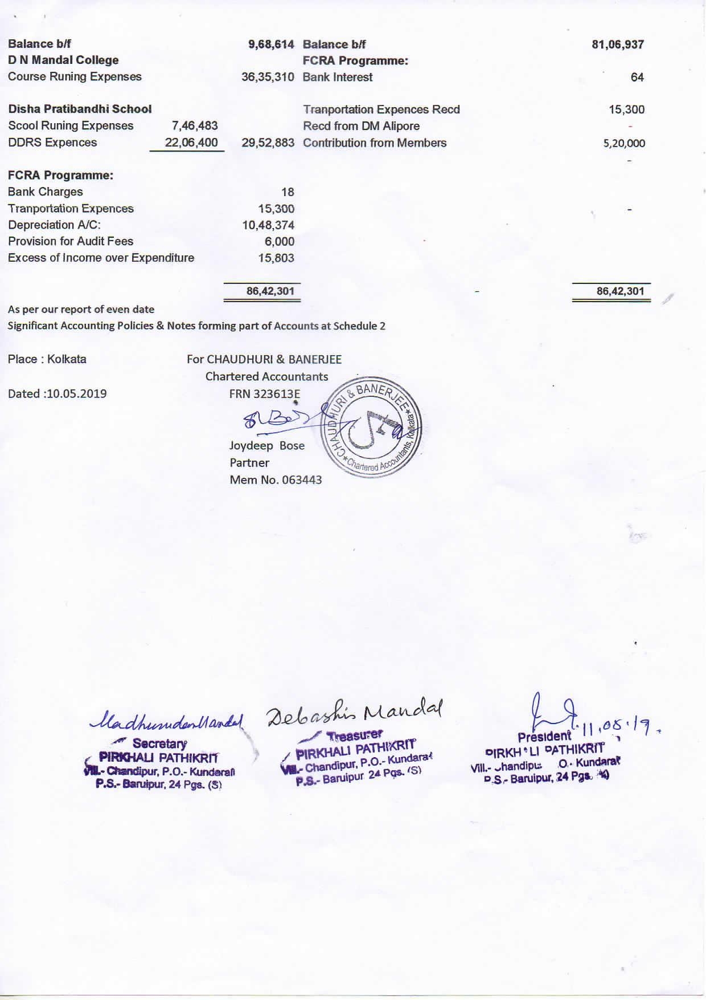 Balance b/f 9,68,614 Balance b/f 81,06,937
D N Mandal College FCRA Programme:
Course Runing Expenses 36,35,310 Bank Interest 64
Disha Pratibandhi School Tranportation Expences Recd 15,300
Scool Runing Expenses 7,46,483 Recd from DM Alipore -
DDRS Expences 22,06,400 29,52,883 Contribution from Members 5,20,000
-
FCRA Programme:
Bank Charges 18
Tranportation Expences 15,300 -
Depreciation A/C: 10,48,374
Provision for Audit Fees 6,000
Excess of Income over Expenditure 15,803
86,42,301 - 86,42,301
As per our report of even date
Significant Accounting Policies & Notes forming part of Accounts at Schedule 2
Place : Kolkata For CHAUDHURI & BANERJEE
Chartered Accountants
Dated :10.05.2019 FRN 323613E
CHAUDHURI & BANERJEE
Chartered Accountants, Kolkata
Joydeep Bose
Partner
Mem No. 063443
Madhusudan Mandal Debashis Mandal
11.05.19.
Secretary
PIRKHALI PATHIKRIT
Vill.- Chandipur, P.O.- Kundarali
P.S.- Baruipur, 24 Pgs. (S)
Treasurer
PIRKHALI PATHIKRIT
Vill.- Chandipur, P.O.- Kundarali
P.S.- Baruipur 24 Pgs. (S)
President
PIRKHALI PATHIKRIT
Vill.- Chandipur O.- Kundarali
P.S.- Baruipur, 24 Pgs.